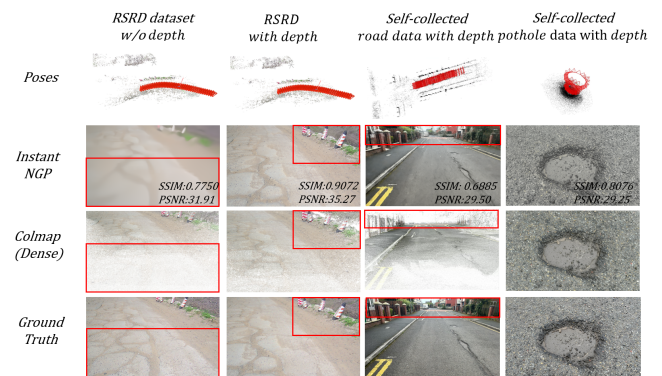 RSRD dataset
w/o depth
RSRD
with depth
Self-collected
road data with depth
Self-collected
pothole data with depth
Poses
Instant
NGP
SSIM:0.7750
PSNR:31.91
SSIM:0.9072
PSNR:35.27
SSIM: 0.6885
PSNR:29.50
SSIM:0.8076
PSNR:29.25
Colmap
(Dense)
Ground
Truth